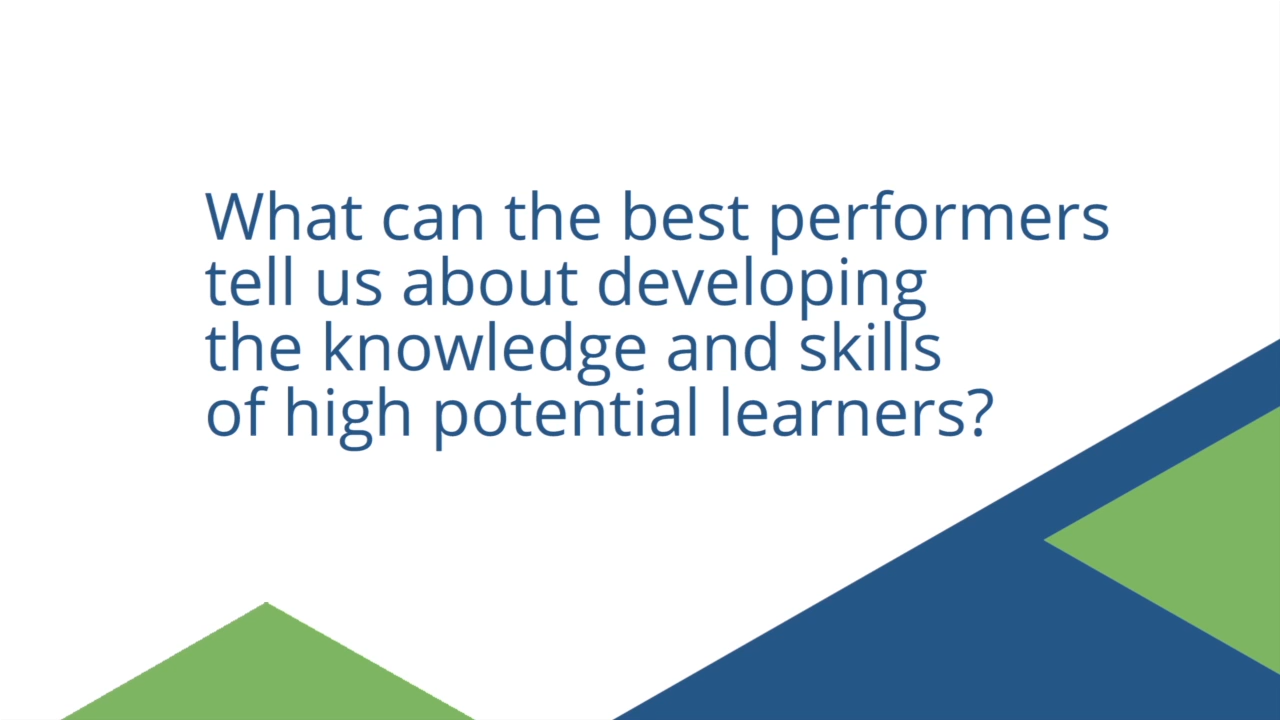 What can the best performers
tell us about developing
the knowledge and skills
of high potential learners?